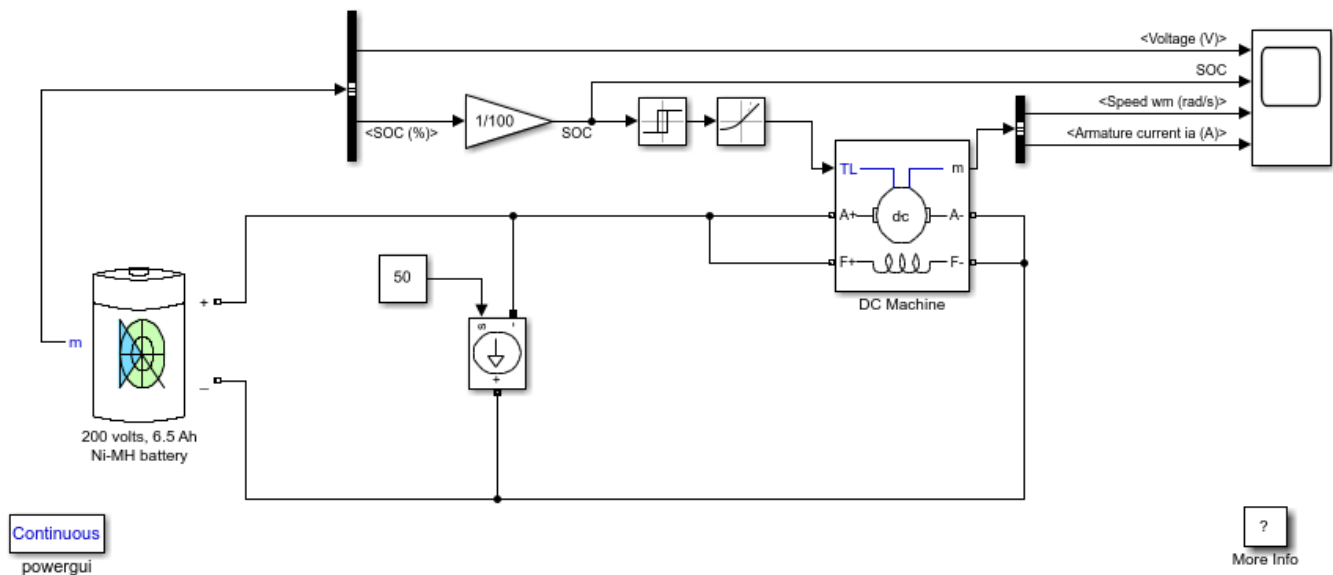 <Voltage (V)>
SOC
<Speed wm (rad/s)>
<Armature current ia (A)>
<SOC (%)>
1/100
SOC
TL
m
A+
dc
A-
F+
F-
DC Machine
50
s
-
+
+
m
_
200 volts, 6.5 Ah
Ni-MH battery
Continuous
powergui
?
More Info